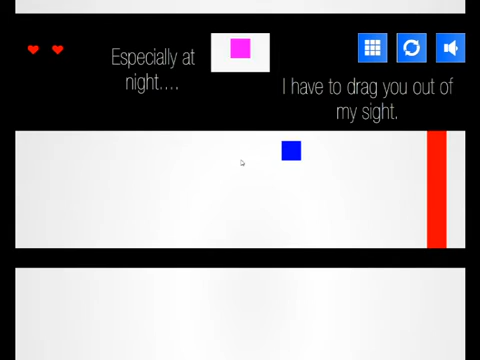 Especially at
night....
I have to drag you out of
my sight.